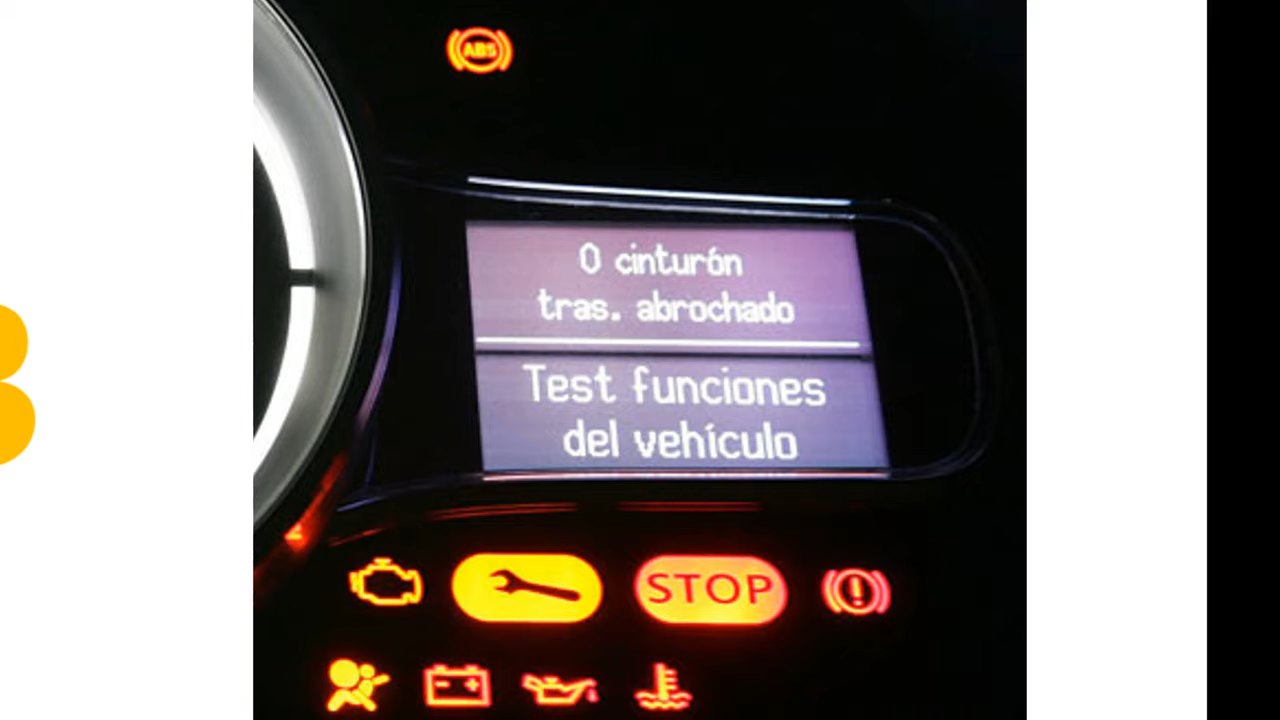 ABS
0 cinturón
tras. abrochado
Test funciones
del vehículo
STOP